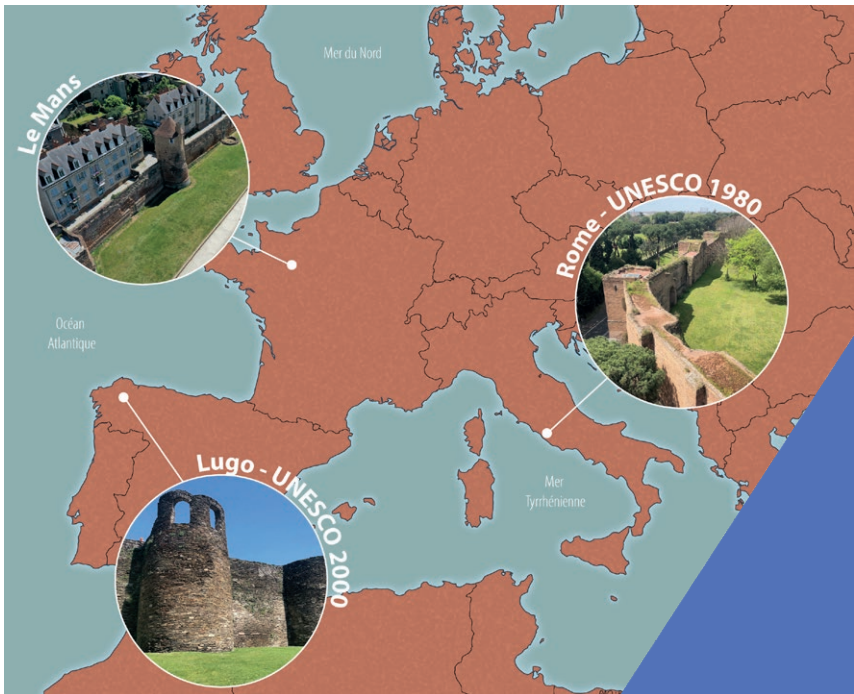 Mer du Nord
Le Mans
Rome - UNESCO 1980
Océan
Atlantique
Lugo - UNESCO 2000
Mer
Tyrrhénienne